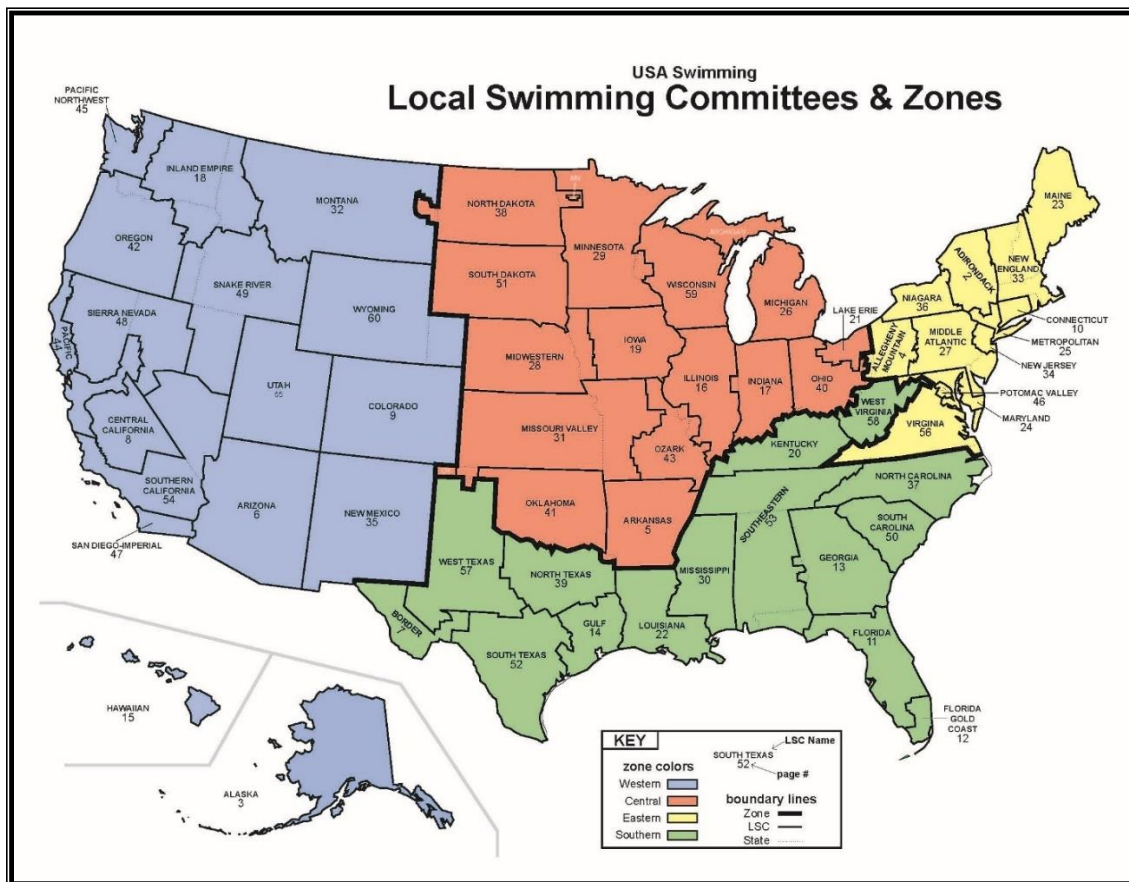 USA Swimming
Local Swimming Committees & Zones
PACIFIC
NORTHWEST
45
INLAND EMPIRE
18
MONTANA
32
OREGON
42
SNAKE RIVER
49
WYOMING
60
SIERRA NEVADA
48
PACIFIC
44
UTAH
55
COLORADO
9
CENTRAL
CALIFORNIA
8
SOUTHERN
CALIFORNIA
54
SAN DIEGO-IMPERIAL
47
ARIZONA
6
NEW MEXICO
35
HAWAIIAN
15
ALASKA
3
NORTH DAKOTA
38
MN
SOUTH DAKOTA
51
MINNESOTA
29
MICHIGAN
WISCONSIN
59
MICHIGAN
26
LAKE ERIE
21
MIDWESTERN
28
IOWA
19
ILLINOIS
16
INDIANA
17
OHIO
40
MISSOURI VALLEY
31
OZARK
43
OKLAHOMA
41
ARKANSAS
5
MAINE
23
ADIRONDACK
2
NEW
ENGLAND
33
NIAGARA
36
CONNECTICUT
10
METROPOLITAN
25
ALLEGHENY
MOUNTAIN
4
MIDDLE
ATLANTIC
27
NEW JERSEY
34
POTOMAC VALLEY
46
MARYLAND
24
VIRGINIA
56
WEST
VIRGINIA
58
KENTUCKY
20
NORTH CAROLINA
37
SOUTHEASTERN
53
SOUTH
CAROLINA
50
GEORGIA
13
MISSISSIPPI
30
WEST TEXAS
57
NORTH TEXAS
39
BORDER
7
SOUTH TEXAS
52
GULF
14
LOUISIANA
22
FLORIDA
11
FLORIDA
GOLD
COAST
12
KEY
zone colors
Western
Central
Eastern
Southern
LSC Name
SOUTH TEXAS
52
page #
boundary lines
Zone
LSC
State